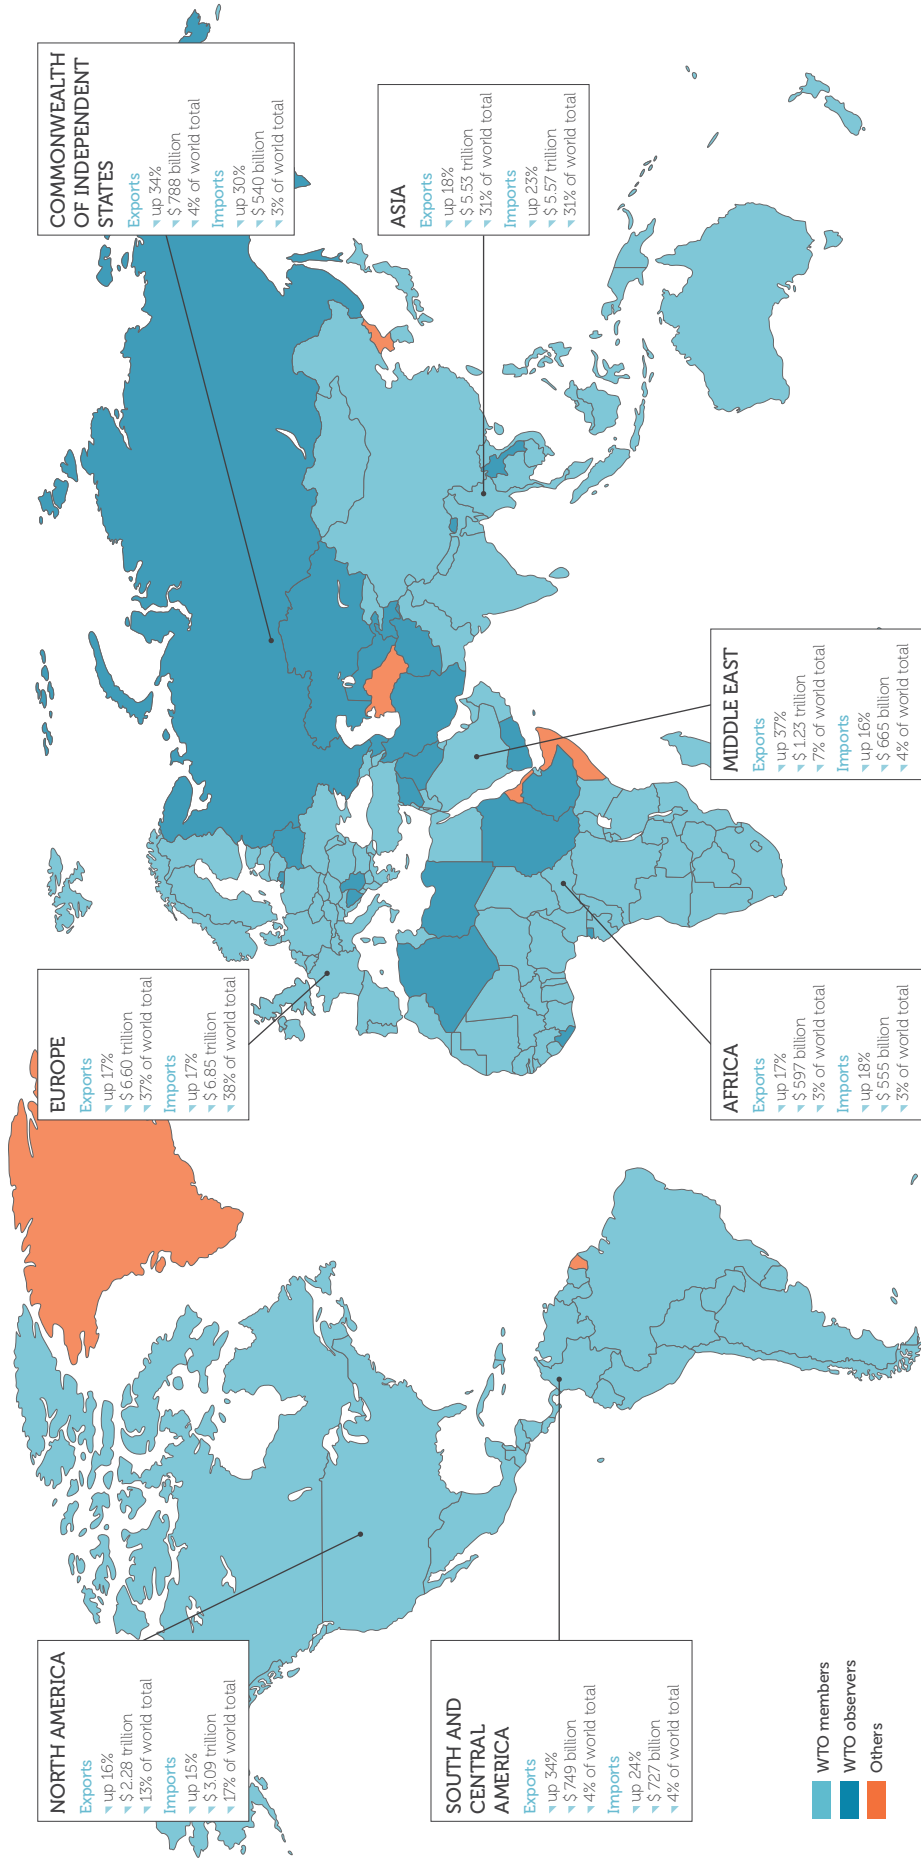 NORTH AMERICA
Exports
up 16%
$ 2.28 trillion
13% of world total
Imports
up 15%
$ 3.09 trillion
17% of world total
EUROPE
Exports
up 17%
$ 6.60 trillion
37% of world total
Imports
up 17%
$ 6.85 trillion
38% of world total
COMMONWEALTH
OF INDEPENDENT
STATES
Exports
up 34%
$ 788 billion
4% of world total
Imports
up 30%
$ 540 billion
3% of world total
ASIA
Exports
up 18%
$ 5.53 trillion
31% of world total
Imports
up 23%
$ 5.57 trillion
31% of world total
SOUTH AND
CENTRAL
AMERICA
Exports
up 34%
$ 749 billion
4% of world total
Imports
up 24%
$ 727 billion
4% of world total
AFRICA
Exports
up 17%
$ 597 billion
3% of world total
Imports
up 18%
$ 555 billion
3% of world total
MIDDLE EAST
Exports
up 37%
$ 1.23 trillion
7% of world total
Imports
up 16%
$ 665 billion
4% of world total
WTO members
WTO observers
Others